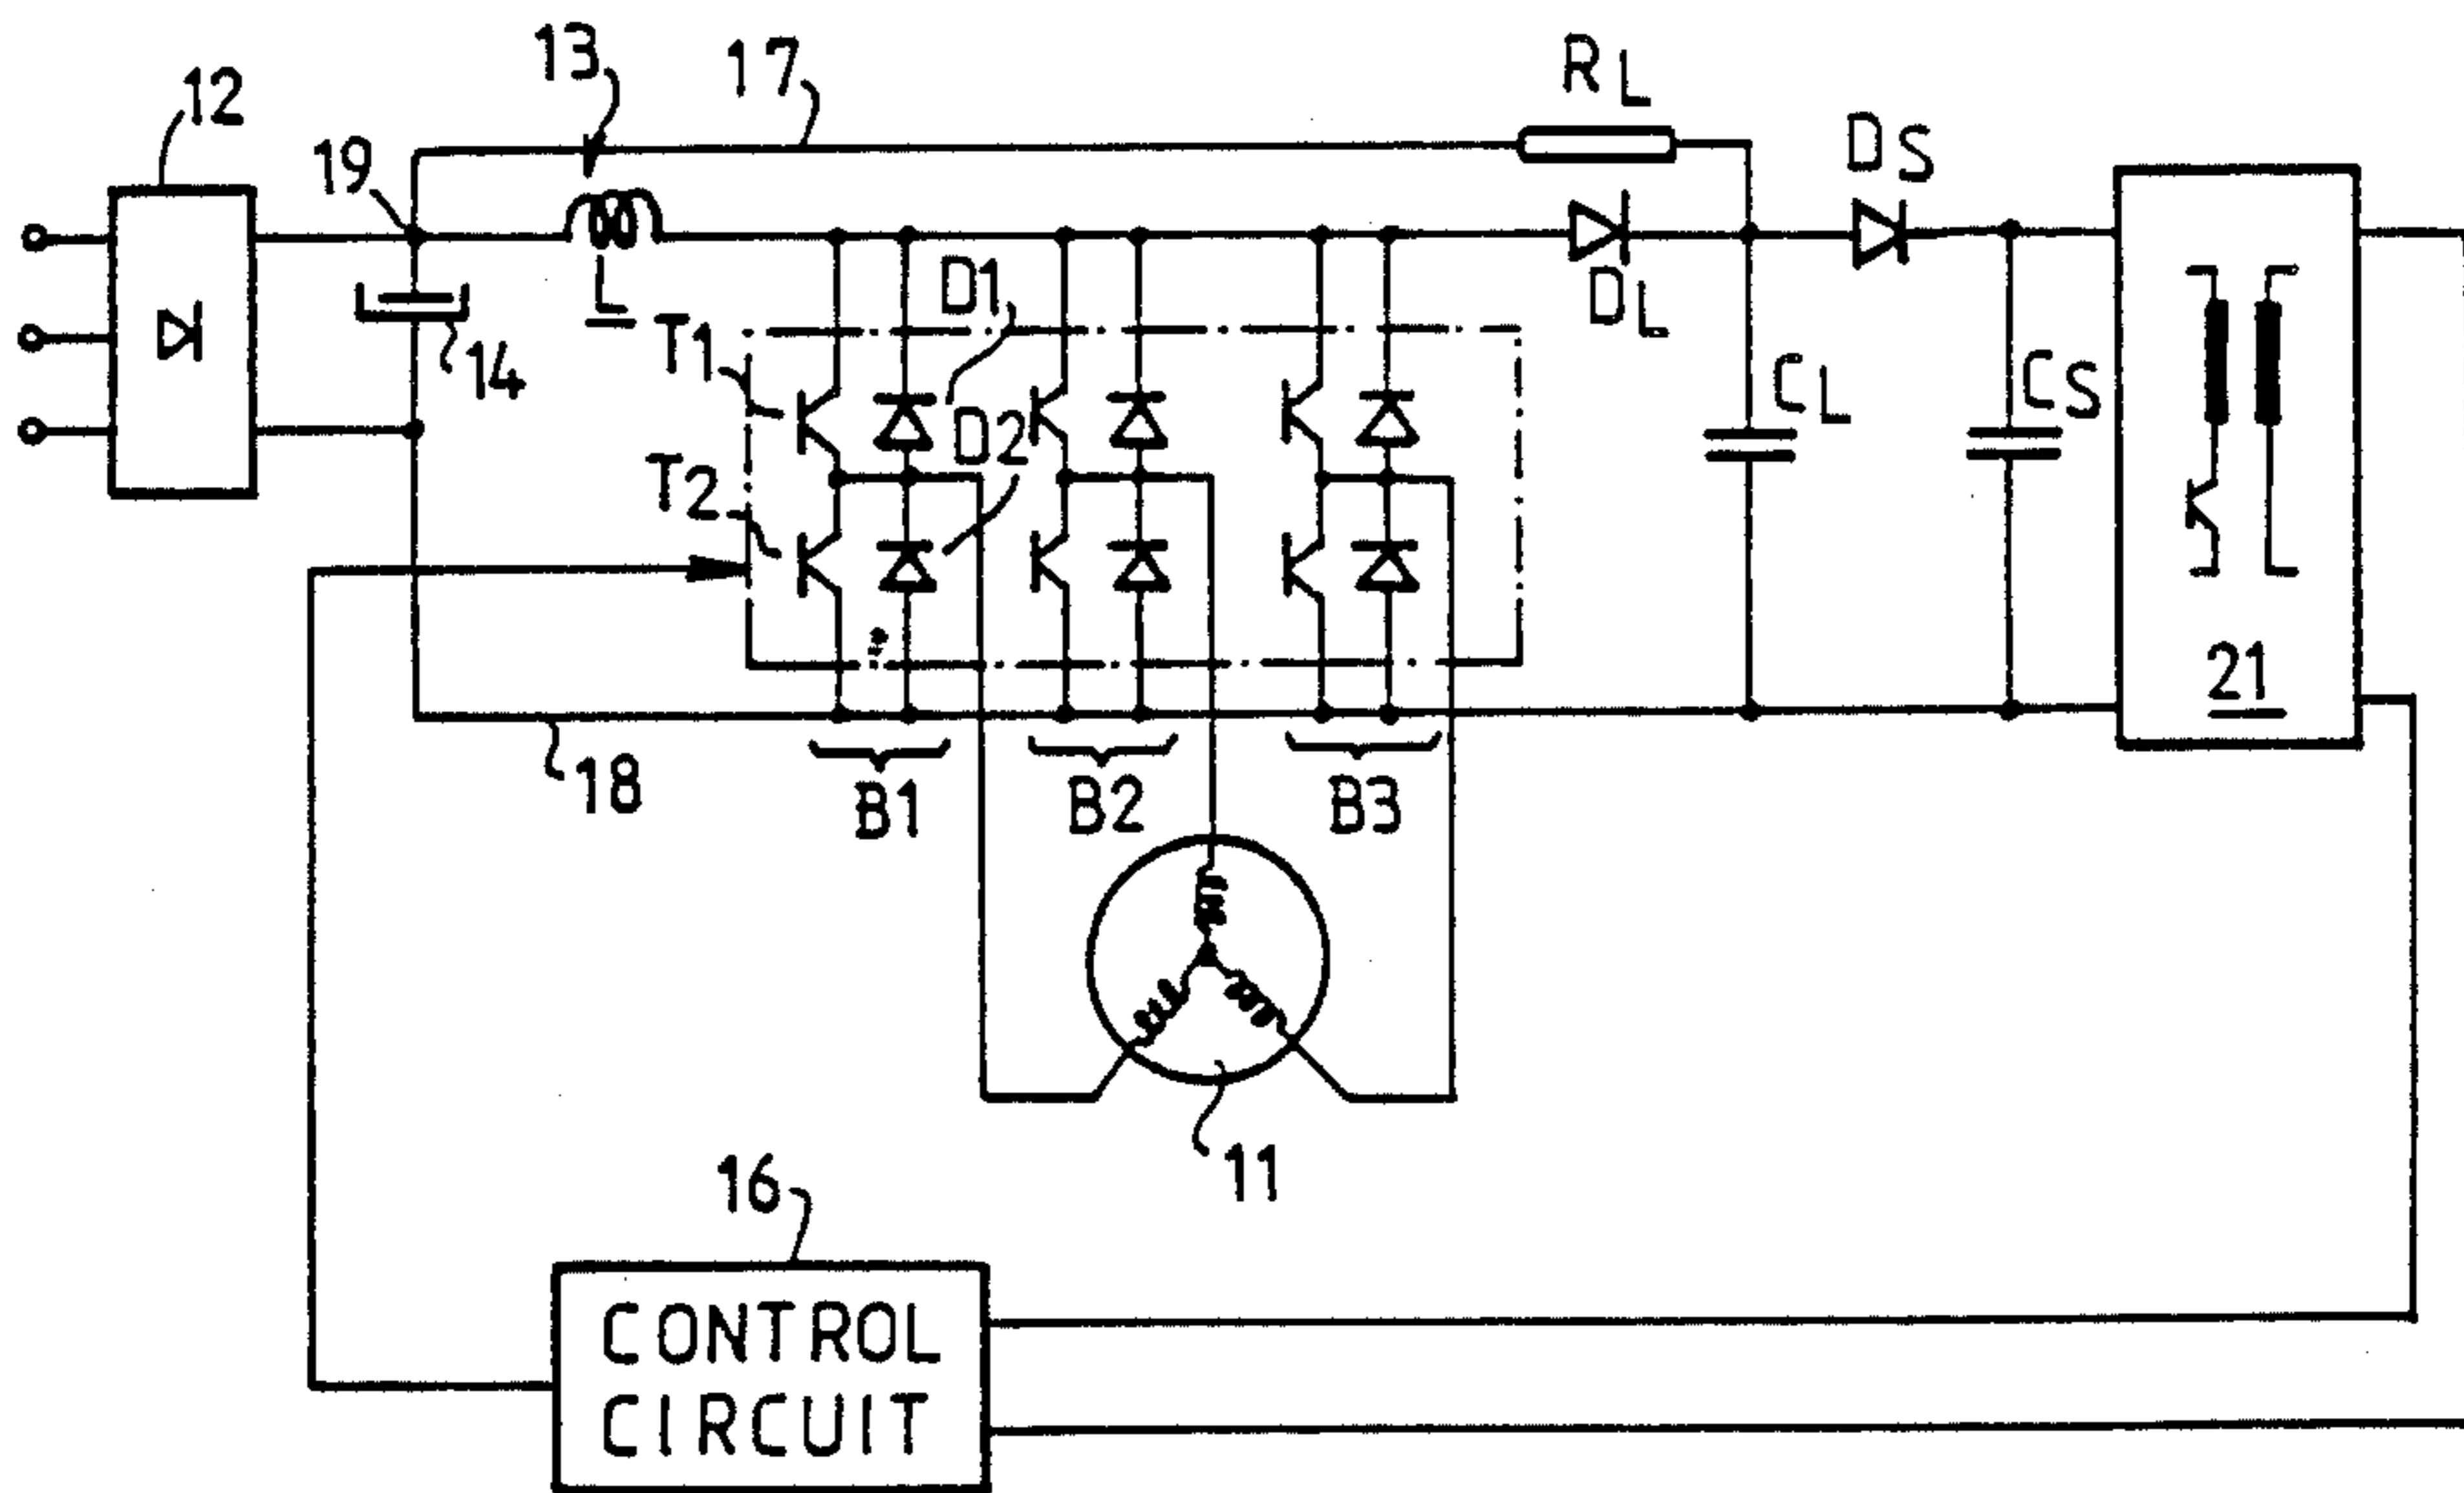 13
17
RL
12
DS
19
D1
DL
L
T1
14
CL
CS
D2
T2
21
18
B1
B2
B3
11
16
CONTROL
CIRCUIT